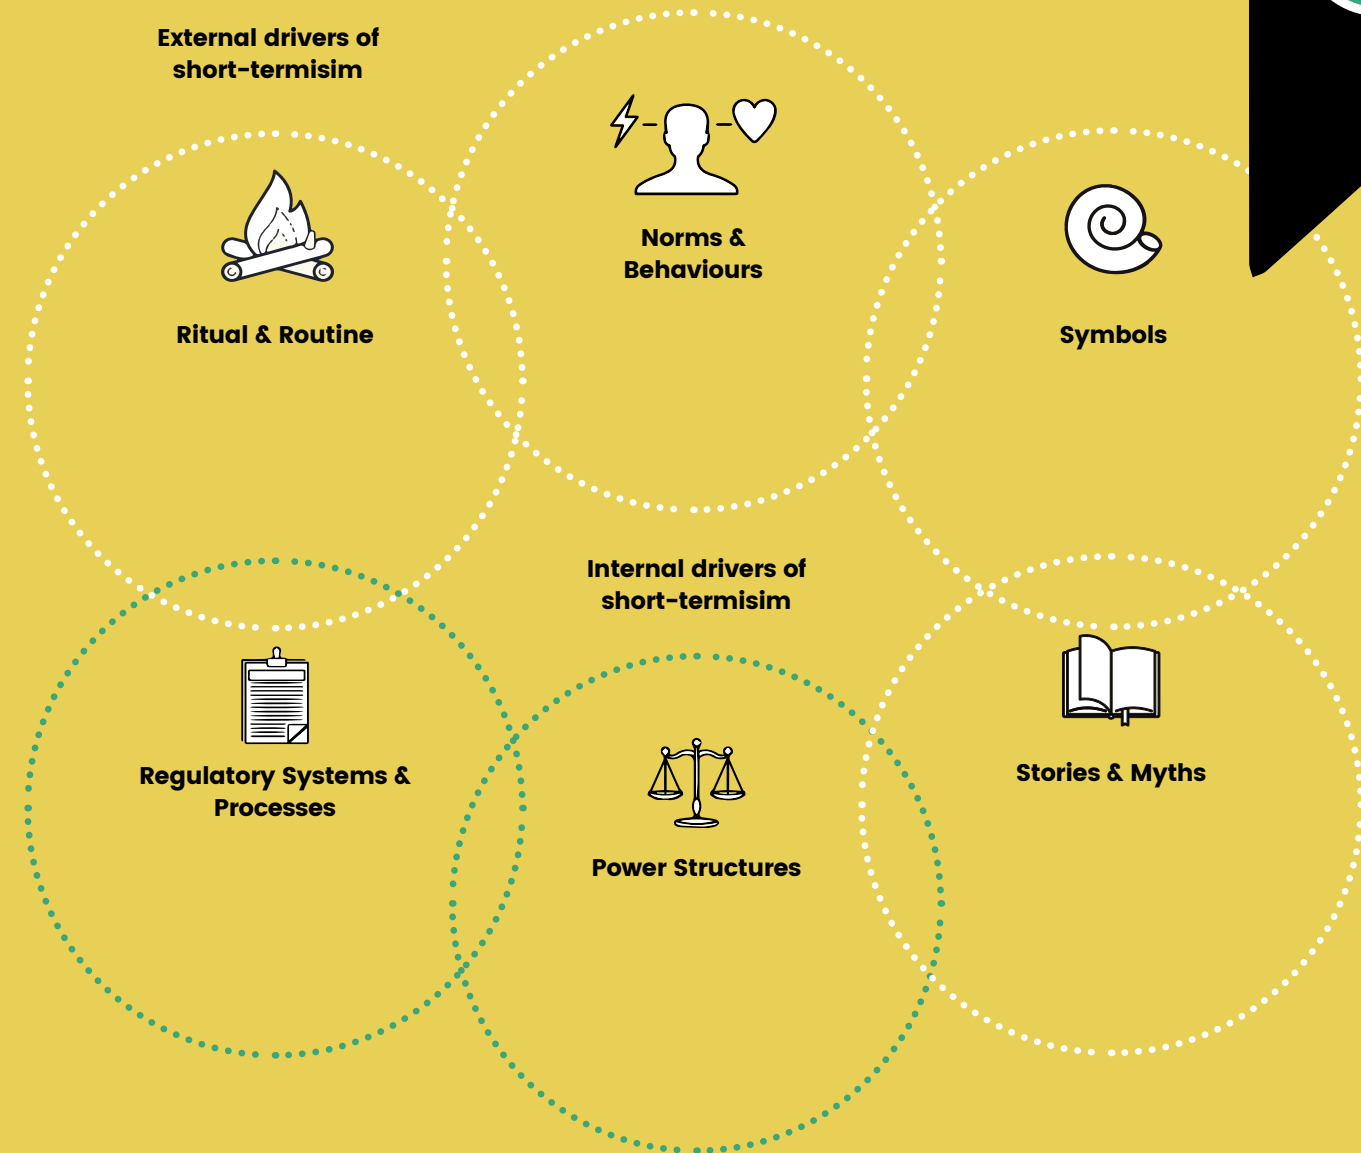 External drivers of
short-termisim
Norms &
Behaviours
Ritual & Routine
Symbols
Internal drivers of
short-termisim
Regulatory Systems &
Processes
Stories & Myths
Power Structures